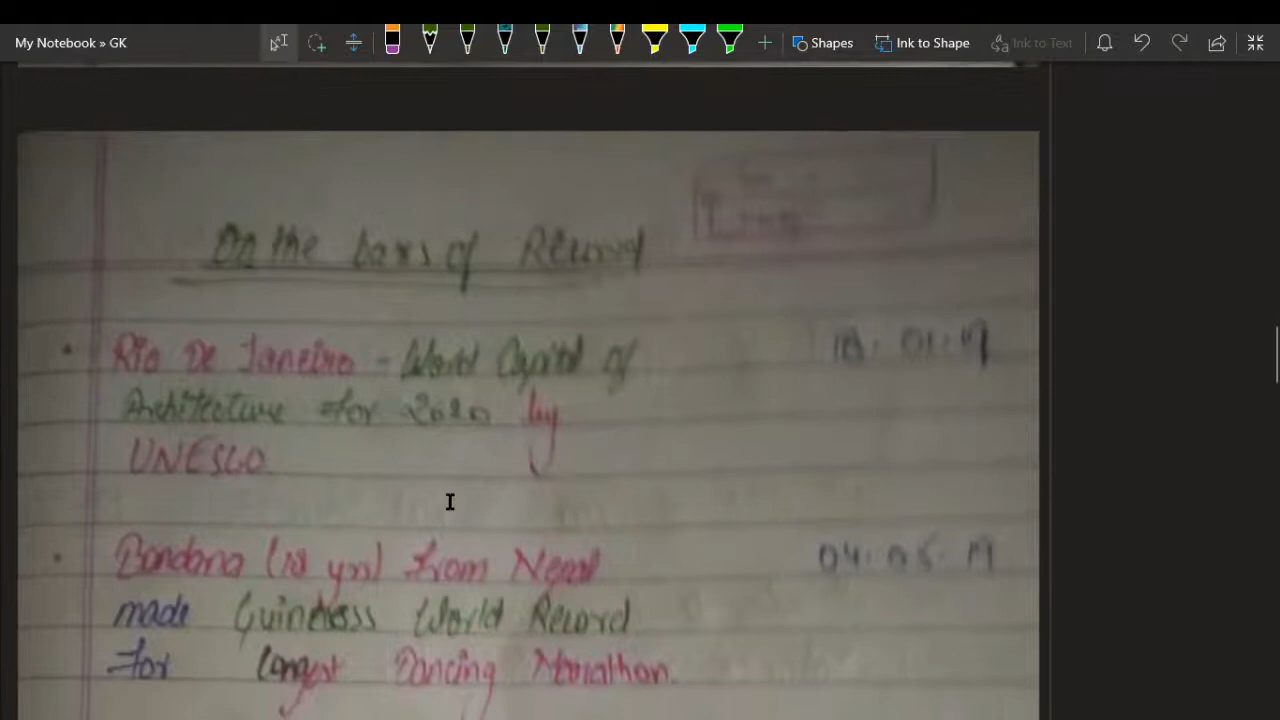 My Notebook » GK
Shapes
Ink to Shape
Ink to Text
On the basis of Record
Rio De Janeiro - World Capital of
18.01.19
Architecture for 2020 by
UNESCO
Bandana (18 yrs) from Nepal
04.05.19
made Guinness World Record
for Longest Dancing Marathon.